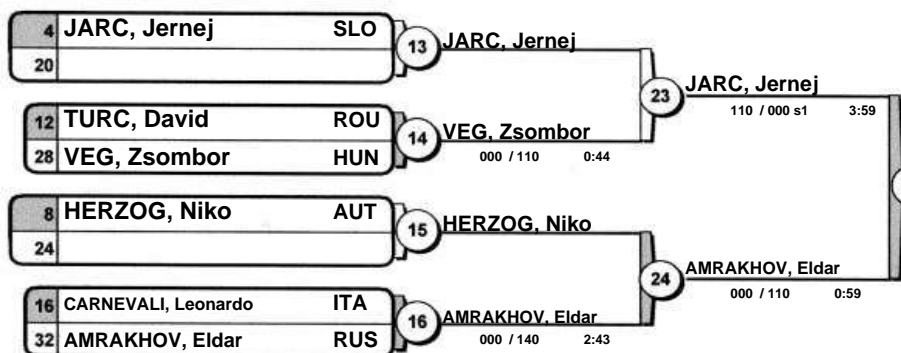 4 JARC, Jernej SLO
20
13 JARC, Jernej
12 TURC, David ROU
28 VEG, Zsombor HUN
14 VEG, Zsombor
000 / 110 0:44
23 JARC, Jernej
110 / 000 s1 3:59
8 HERZOG, Niko AUT
24
15 HERZOG, Niko
16 CARNEVALI, Leonardo ITA
32 AMRAKHOV, Eldar RUS
16 AMRAKHOV, Eldar
000 / 140 2:43
24 AMRAKHOV, Eldar
000 / 110 0:59